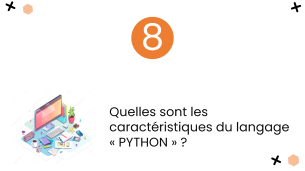 8
Quelles sont les
caractéristiques du langage
« PYTHON » ?